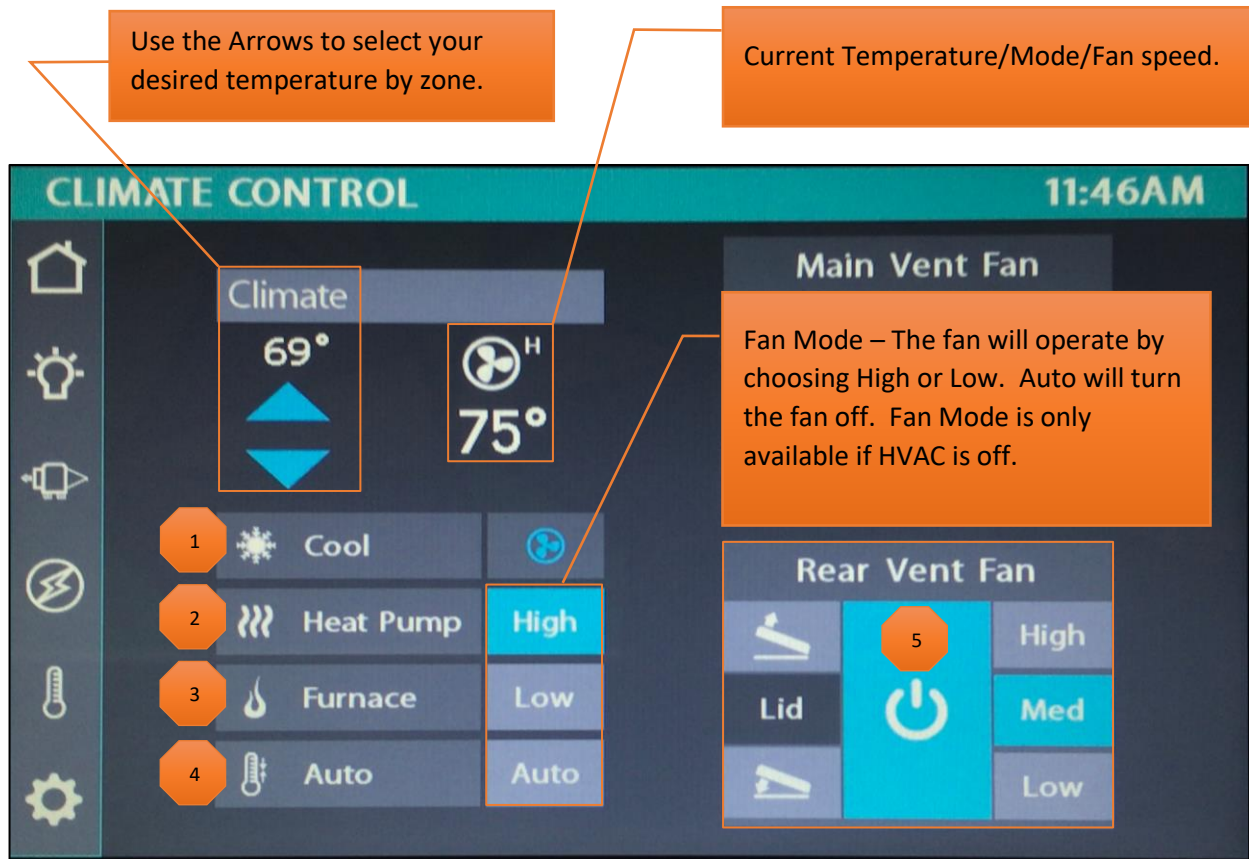 Use the Arrows to select your
desired temperature by zone.
Current Temperature/Mode/Fan speed.
CLIMATE CONTROL
11:46AM
Climate
69°
H
75°
Main Vent Fan
Fan Mode – The fan will operate by
choosing High or Low.  Auto will turn
the fan off.  Fan Mode is only
available if HVAC is off.
1
Cool
2
Heat Pump
High
3
Furnace
Low
4
Auto
Auto
Rear Vent Fan
5
High
Lid
Med
Low